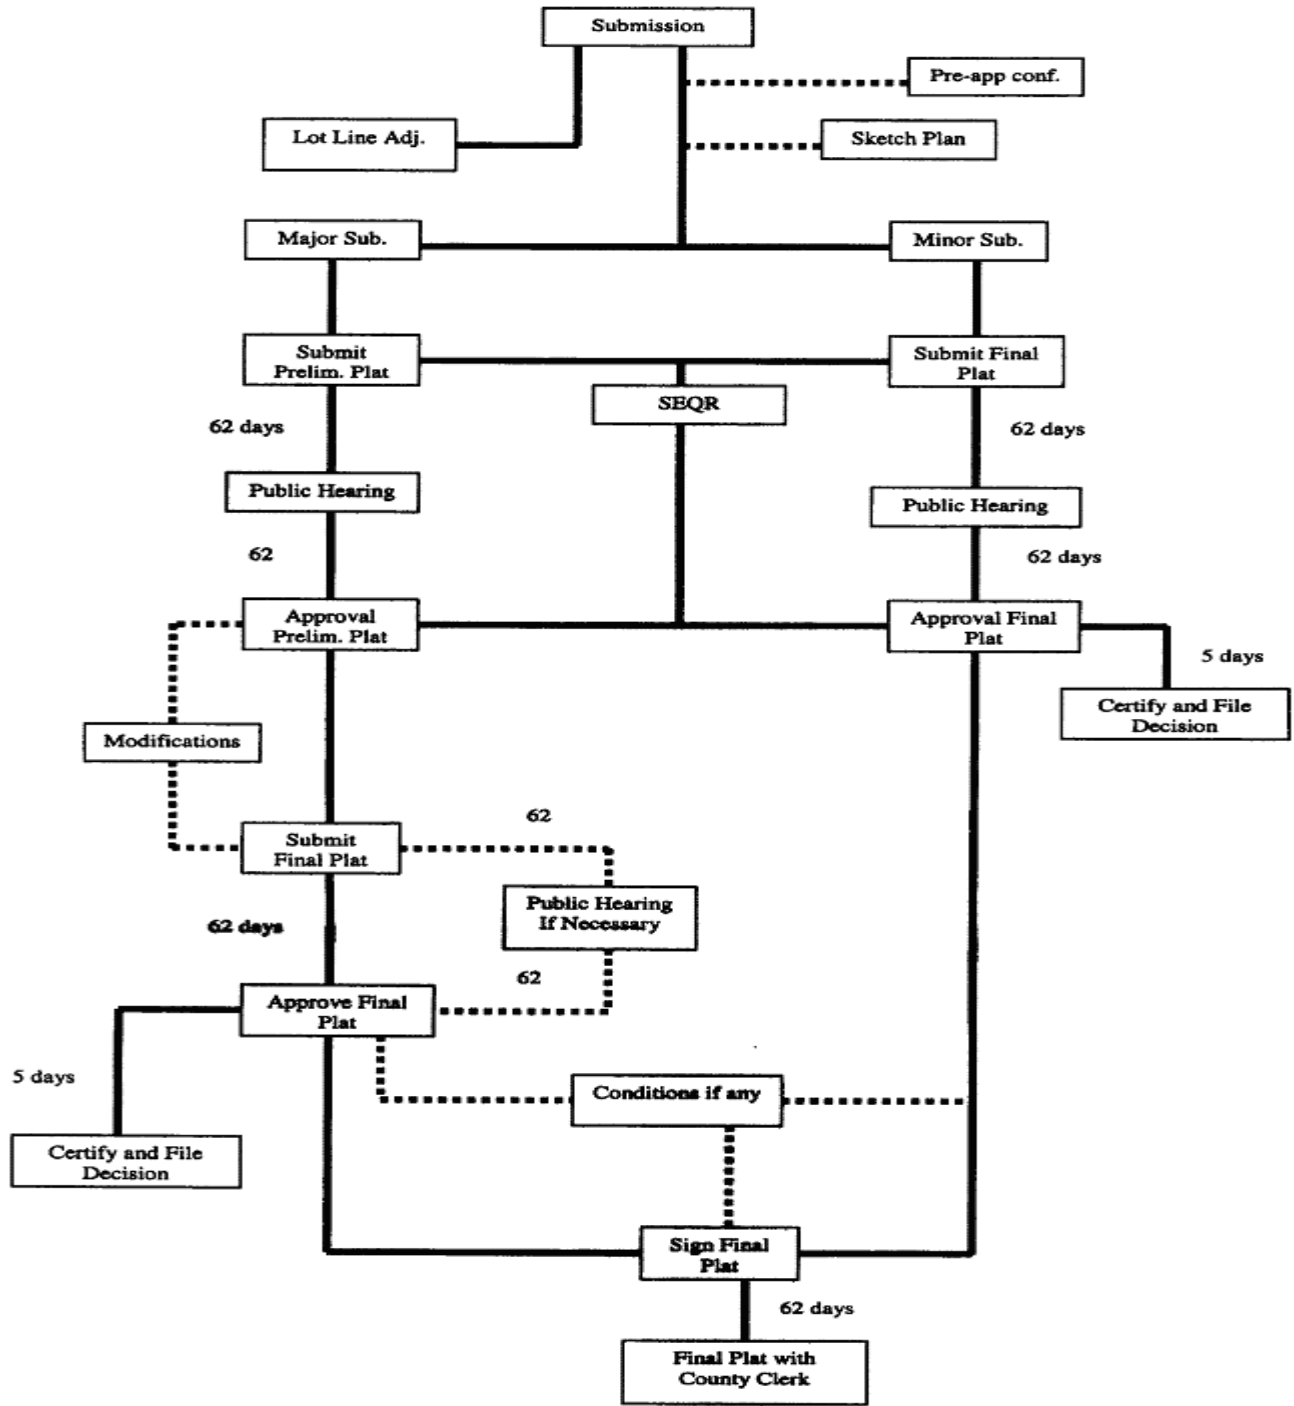 Submission
Pre-app conf.
Lot Line Adj.
Sketch Plan
Major Sub.
Minor Sub.
Submit
Prelim. Plat
Submit Final
Plat
SEQR
62 days
62 days
Public Hearing
Public Hearing
62
62 days
Approval
Prelim. Plat
Approval Final
Plat
5 days
Certify and File
Decision
Modifications
62
Submit
Final Plat
Public Hearing
If Necessary
62 days
62
Approve Final
Plat
5 days
Conditions if any
Certify and File
Decision
Sign Final
Plat
62 days
Final Plat with
County Clerk